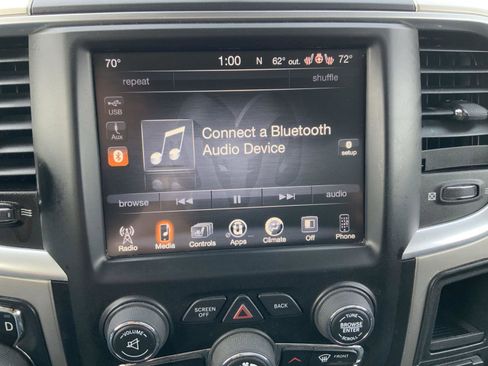 70° 1:00 N 62° out. 72°
repeat shuffle
USB
Aux
Connect a Bluetooth
Audio Device
setup
browse audio
Radio Media Controls Apps Climate Off Phone
SCREEN
OFF
BACK
VOLUME
TUNE
BROWSE
ENTER
SCROLL
D
FRONT